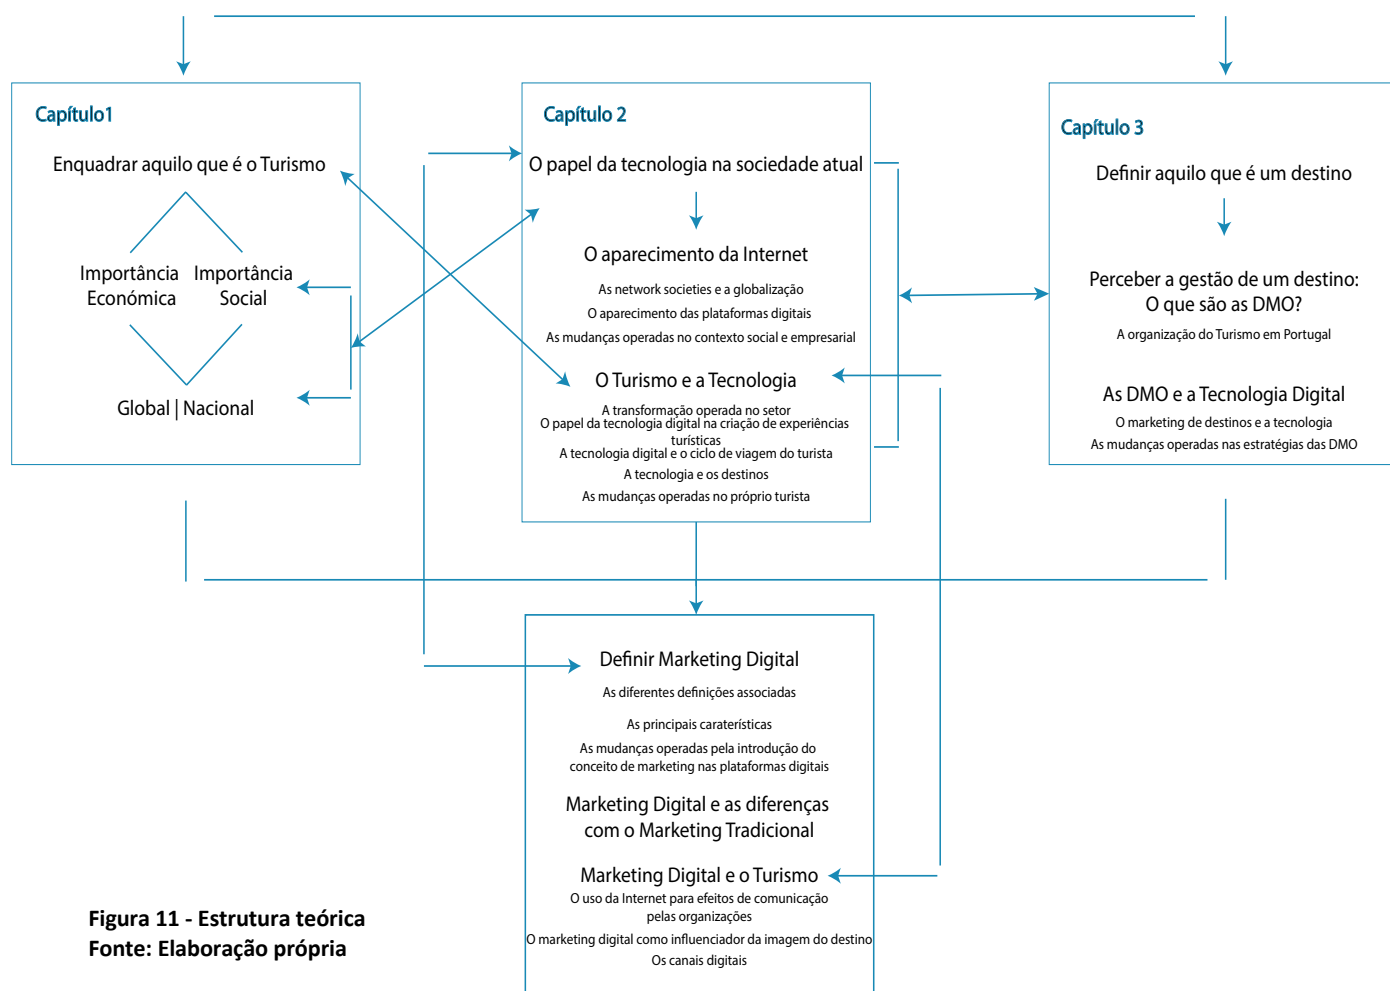 Capítulo1
Enquadrar aquilo que é o Turismo
Importância
Económica
Importância
Social
Global | Nacional
Capítulo 2
O papel da tecnologia na sociedade atual
O aparecimento da Internet
As network societies e a globalização
O aparecimento das plataformas digitais
As mudanças operadas no contexto social e empresarial
O Turismo e a Tecnologia
A transformação operada no setor
O papel da tecnologia digital na criação de experiências
turísticas
A tecnologia digital e o ciclo de viagem do turista
A tecnologia e os destinos
As mudanças operadas no próprio turista
Capítulo 3
Definir aquilo que é um destino
Perceber a gestão de um destino:
O que são as DMO?
A organização do Turismo em Portugal
As DMO e a Tecnologia Digital
O marketing de destinos e a tecnologia
As mudanças operadas nas estratégias das DMO
Definir Marketing Digital
As diferentes definições associadas
As principais caraterísticas
As mudanças operadas pela introdução do
conceito de marketing nas plataformas digitais
Marketing Digital e as diferenças
com o Marketing Tradicional
Marketing Digital e o Turismo
O uso da Internet para efeitos de comunicação
pelas organizações
O marketing digital como influenciador da imagem do destino
Os canais digitais
Figura 11 - Estrutura teórica
Fonte: Elaboração própria